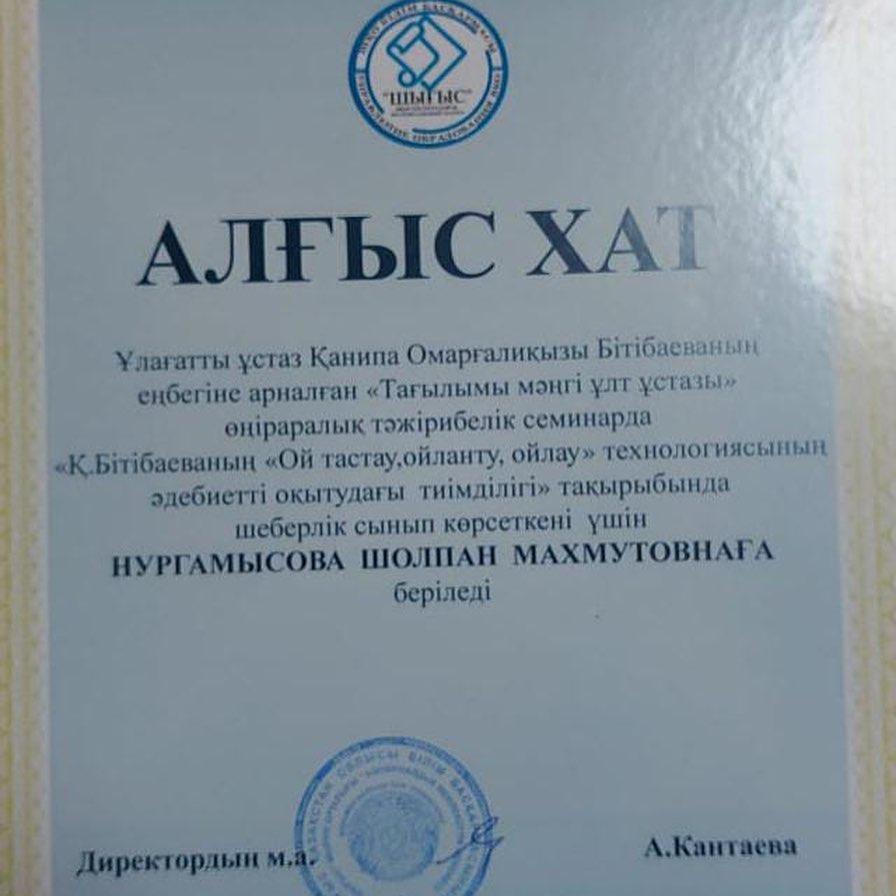 "ШЫҒЫС"
АЛҒЫС ХАТ
Ұлағатты ұстаз Қанипа Омарғалиқызы Бітібаеваның
еңбегіне арналған «Тағылымы мәңгі ұлт ұстазы»
өңіраралық тәжірибелік семинарда
«Қ.Бітібаеваның «Ой тастау,ойланту, ойлау» технологиясының
әдебиетті оқытудағы тиімділігі» тақырыбында
шеберлік сынып көрсеткені үшін
НУРГАМЫСОВА ШОЛПАН МАХМУТОВНАҒА
беріледі
Директордың м.а.
А.Кантаева